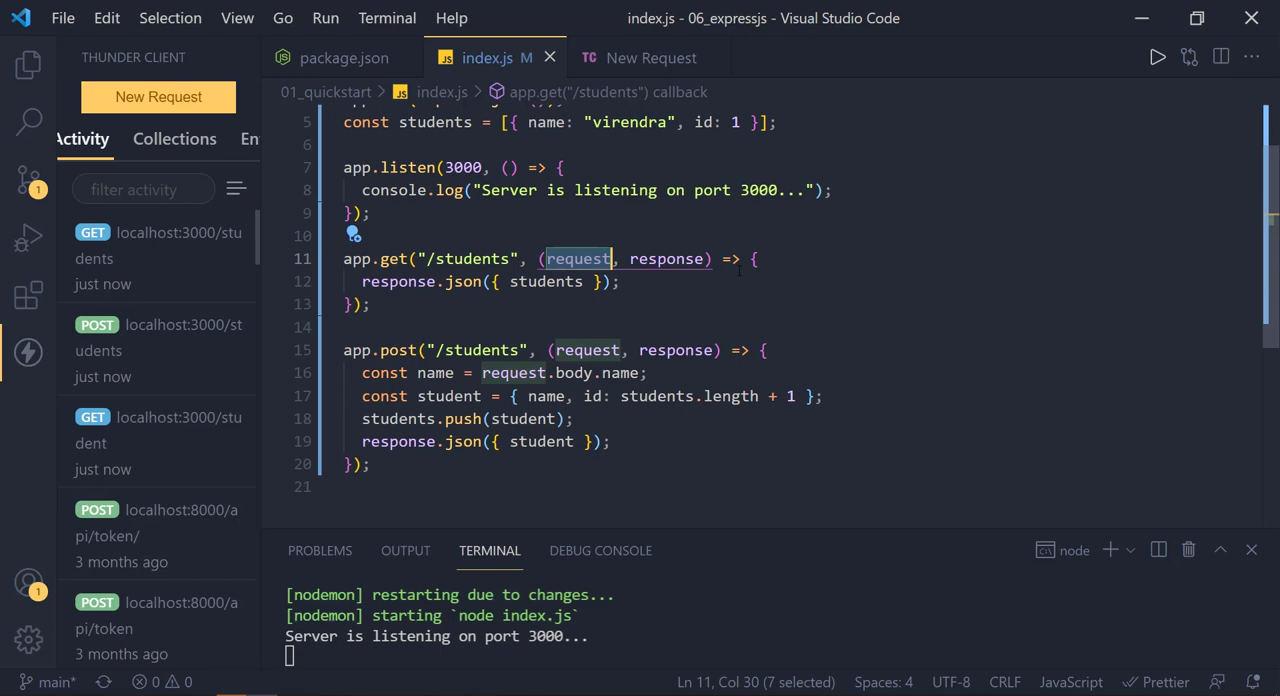 File Edit Selection View Go Run Terminal Help index.js - 06_expressjs - Visual Studio Code
THUNDER CLIENT
New Request
Activity Collections En
filter activity
GET localhost:3000/stu
dents
just now
POST localhost:3000/st
udents
just now
GET localhost:3000/stu
dent
just now
POST localhost:8000/a
pi/token/
3 months ago
POST localhost:8000/a
pi/token
3 months ago
1
1
package.json JS index.js M TC New Request
01_quickstart > JS index.js > app.get("/students") callback
5 const students = [{ name: "virendra", id: 1 }];
6
7 app.listen(3000, () => {
8 console.log("Server is listening on port 3000...");
9 });
10
11 app.get("/students", (request, response) => {
12 response.json({ students });
13 });
14
15 app.post("/students", (request, response) => {
16 const name = request.body.name;
17 const student = { name, id: students.length + 1 };
18 students.push(student);
19 response.json({ student });
20 });
21
PROBLEMS OUTPUT TERMINAL DEBUG CONSOLE node
[nodemon] restarting due to changes...
[nodemon] starting `node index.js`
Server is listening on port 3000...
main* 0 0 Ln 11, Col 30 (7 selected) Spaces: 4 UTF-8 CRLF JavaScript Prettier